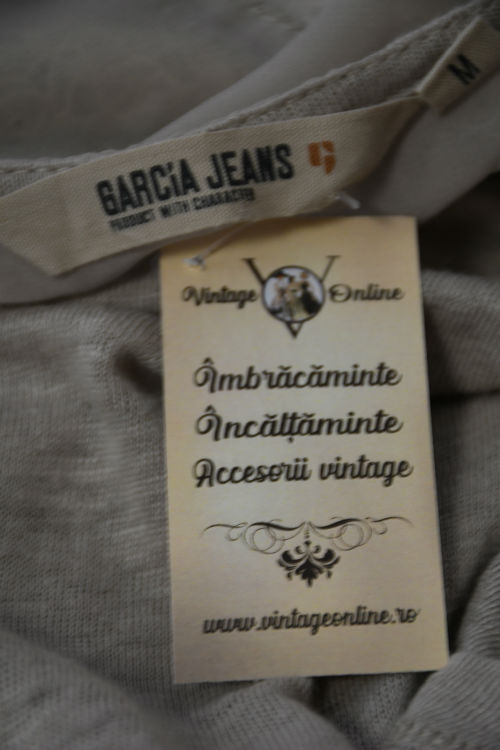 GARCIA JEANS G
PRODUCT WITH CHARACTER
M
Vintage V Online
Îmbrăcăminte
Încălțăminte
Accesorii vintage
www.vintageonline.ro